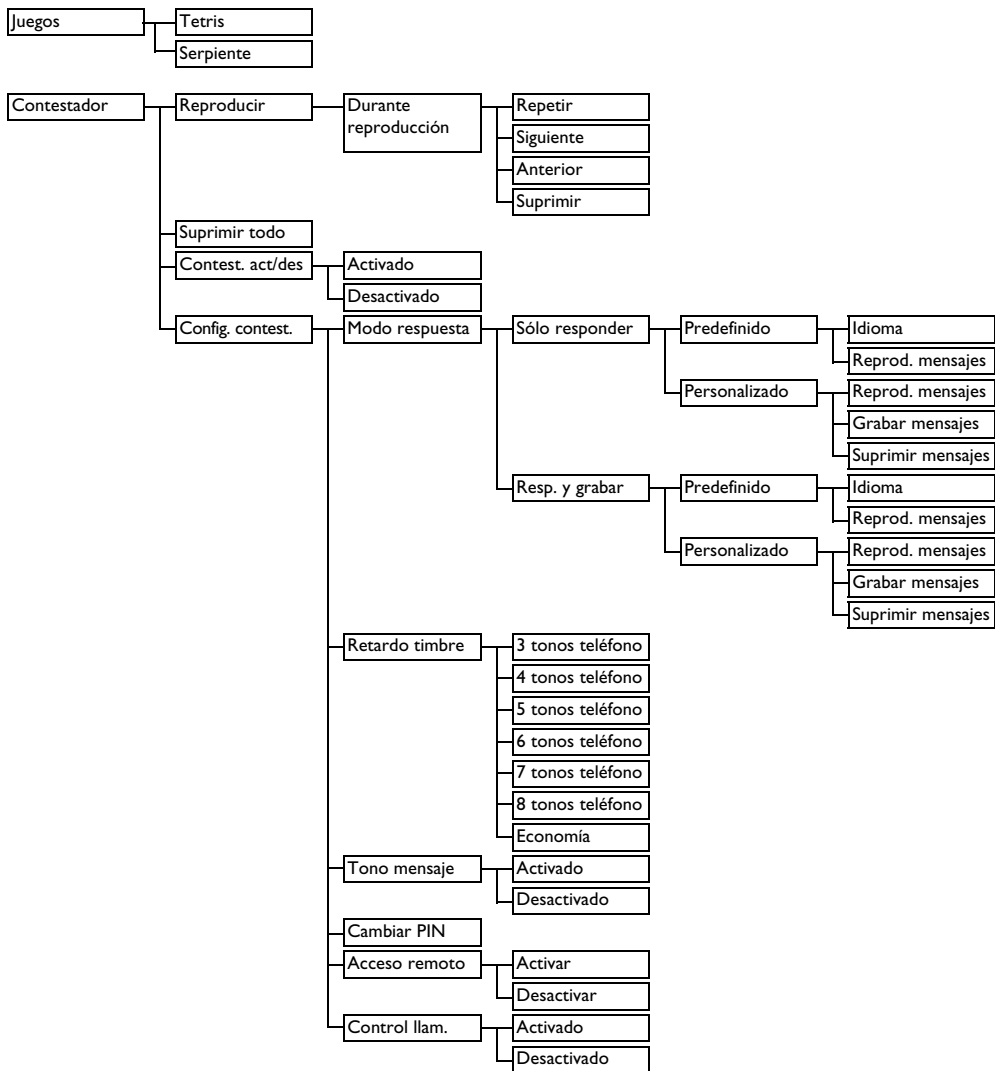 Juegos
Tetris
Serpiente
Contestador
Reproducir
Durante
reproducción
Repetir
Siguiente
Anterior
Suprimir
Suprimir todo
Contest. act/des
Activado
Desactivado
Config. contest.
Modo respuesta
Sólo responder
Predefinido
Idioma
Reprod. mensajes
Personalizado
Reprod. mensajes
Grabar mensajes
Suprimir mensajes
Resp. y grabar
Predefinido
Idioma
Reprod. mensajes
Personalizado
Reprod. mensajes
Grabar mensajes
Suprimir mensajes
Retardo timbre
3 tonos teléfono
4 tonos teléfono
5 tonos teléfono
6 tonos teléfono
7 tonos teléfono
8 tonos teléfono
Economía
Tono mensaje
Activado
Desactivado
Cambiar PIN
Acceso remoto
Activar
Desactivar
Control llam.
Activado
Desactivado